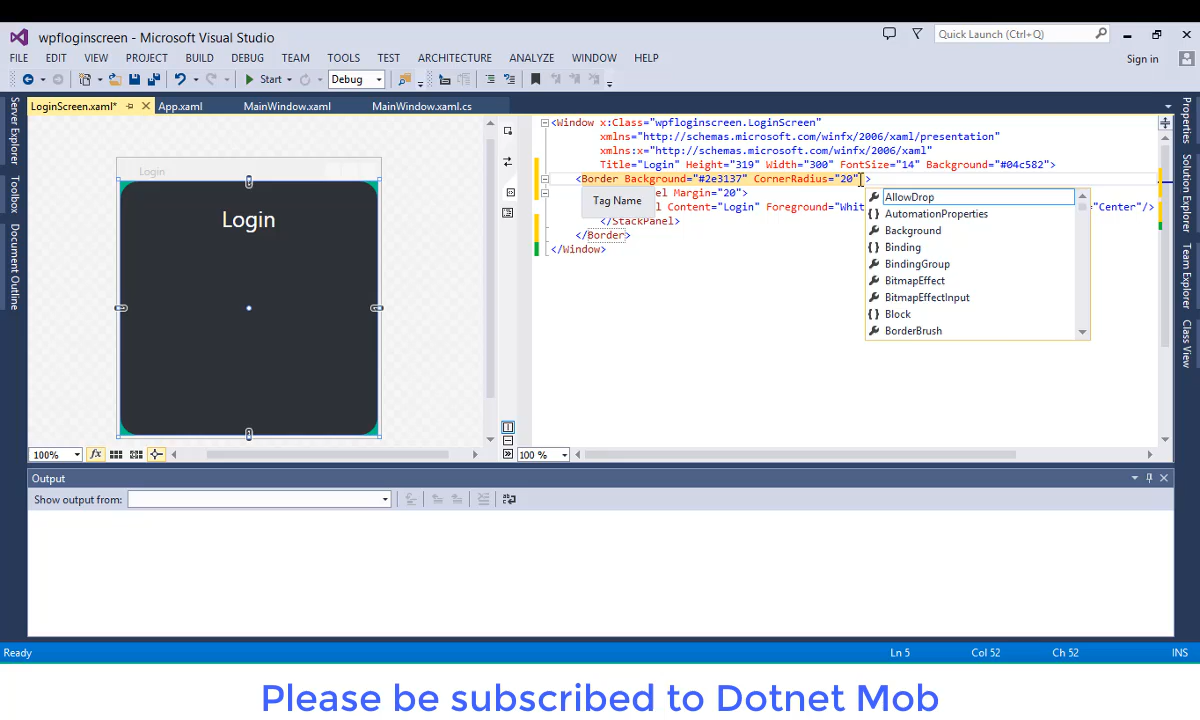 wpfloginscreen - Microsoft Visual Studio
Quick Launch (Ctrl+Q)
FILE EDIT VIEW PROJECT BUILD DEBUG TEAM TOOLS TEST ARCHITECTURE ANALYZE WINDOW HELP
Sign in
Start
Debug
LoginScreen.xaml*
App.xaml
MainWindow.xaml
MainWindow.xaml.cs
Server Explorer
Toolbox
Document Outline
Login
Login
100%
fx
<Window x:Class="wpfloginscreen.LoginScreen"
xmlns="http://schemas.microsoft.com/winfx/2006/xaml/presentation"
xmlns:x="http://schemas.microsoft.com/winfx/2006/xaml"
Title="Login" Height="319" Width="300" FontSize="14" Background="#04c582">
<Border Background="#2e3137" CornerRadius="20" >
el Margin="20">
l Content="Login" Foreground="Whit
="Center"/>
</StackPanel>
</Border>
</Window>
Tag Name
AllowDrop
{ } AutomationProperties
Background
{ } Binding
BindingGroup
BitmapEffect
BitmapEffectInput
{ } Block
BorderBrush
100 %
Properties
Solution Explorer
Team Explorer
Class View
Output
Show output from:
Ready
Ln 5
Col 52
Ch 52
INS
Please be subscribed to Dotnet Mob